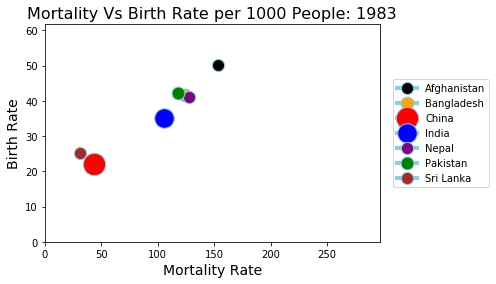 Mortality Vs Birth Rate per 1000 People: 1983
60
50
40
30
20
10
0
Birth Rate
0
50
100
150
200
250
Mortality Rate
Afghanistan
Bangladesh
China
India
Nepal
Pakistan
Sri Lanka